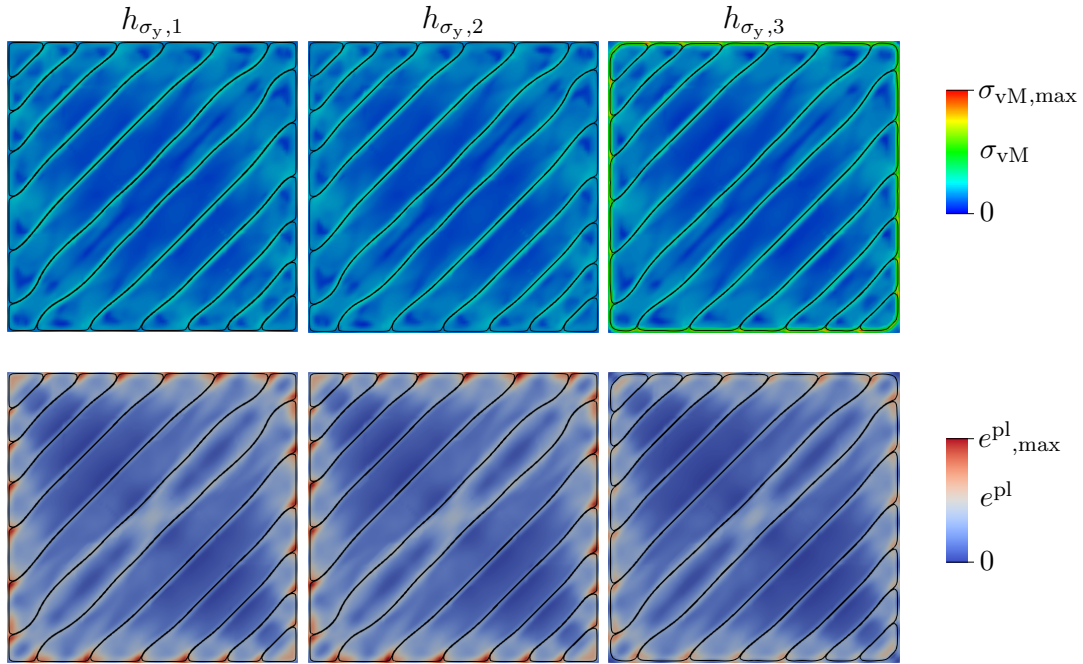 h_{σ_y,1} h_{σ_y,2} h_{σ_y,3}
σ_{vM,max}
σ_{vM}
0
e^{pl}_{,max}
e^{pl}
0